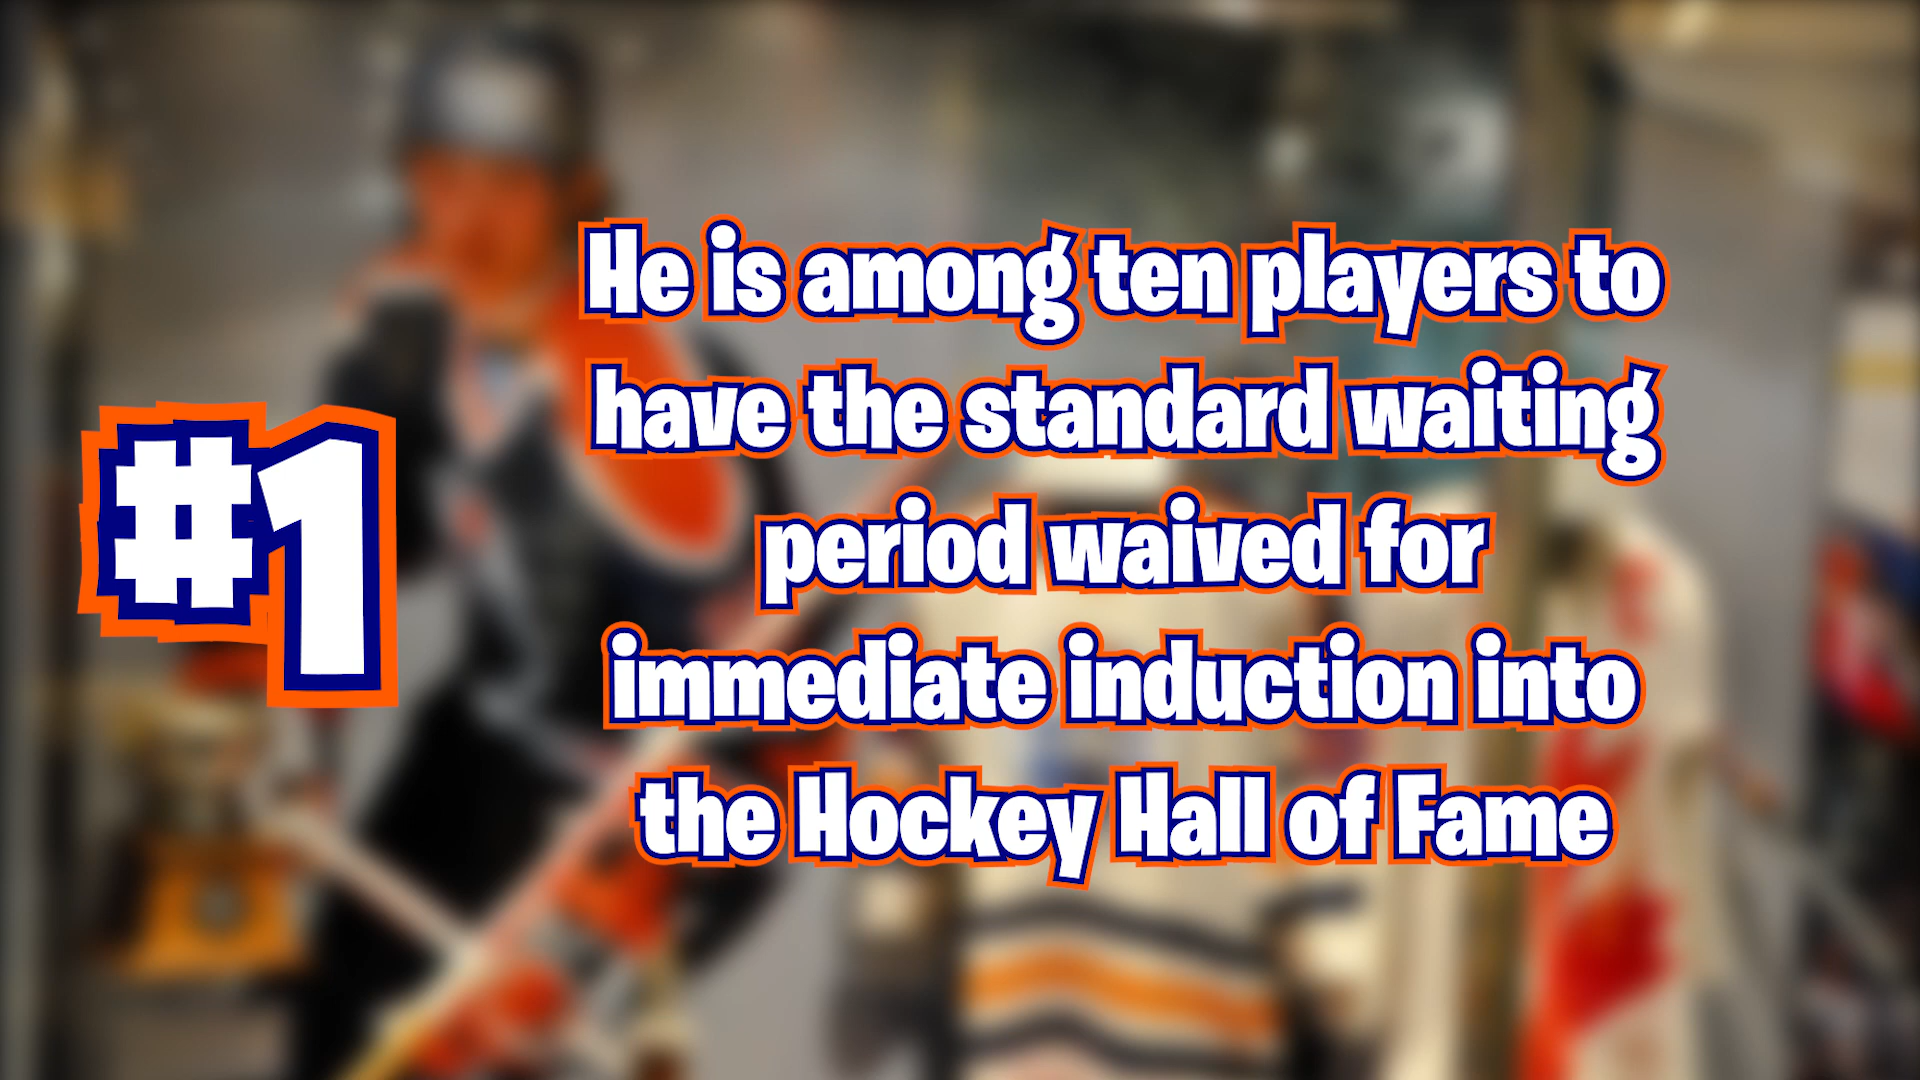 #1
He is among ten players to
have the standard waiting
period waived for
immediate induction into
the Hockey Hall of Fame